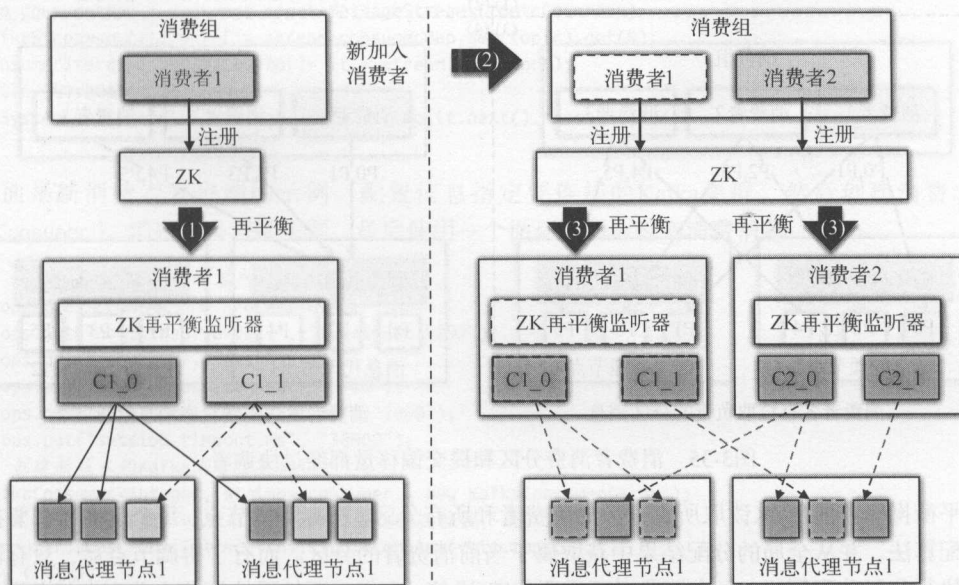 消费组
消费者1
新加入
消费者
注册
ZK
(1)
再平衡
消费者1
ZK再平衡监听器
C1_0
C1_1
消息代理节点1
消息代理节点1
(2)
消费组
消费者1
消费者2
注册
注册
ZK
(3)
再平衡
再平衡
(3)
消费者1
消费者2
ZK再平衡监听器
ZK再平衡监听器
C1_0
C1_1
C2_0
C2_1
消息代理节点1
消息代理节点1